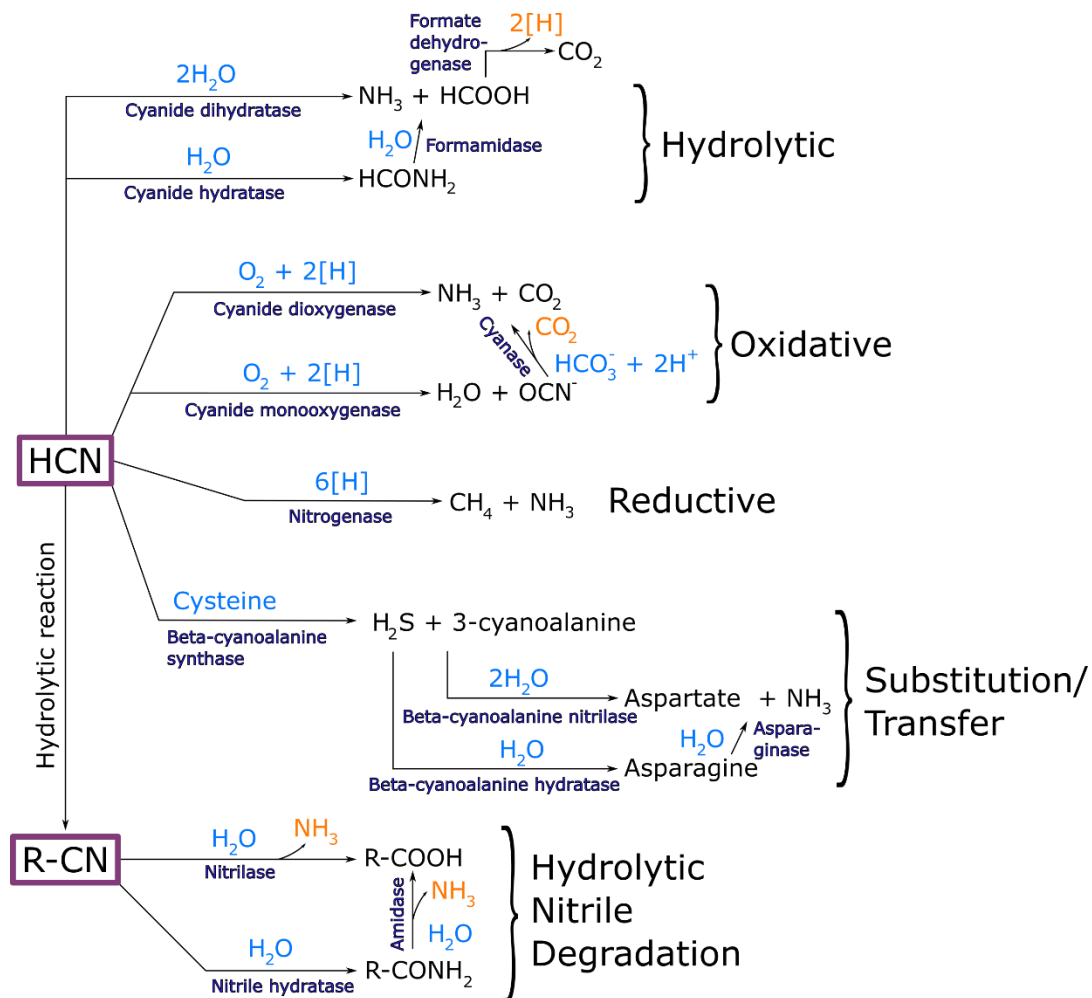 Formate
dehydro-
genase
2[H]
CO₂
2H₂O
Cyanide dihydratase
NH₃ + HCOOH
H₂O
Formamidase
H₂O
Cyanide hydratase
HCONH₂
Hydrolytic
O₂ + 2[H]
Cyanide dioxygenase
NH₃ + CO₂
Cyanase
CO₂
HCO₃⁻ + 2H⁺
Oxidative
O₂ + 2[H]
Cyanide monooxygenase
H₂O + OCN⁻
HCN
6[H]
Nitrogenase
CH₄ + NH₃
Reductive
Hydrolytic reaction
Cysteine
Beta-cyanoalanine
synthase
H₂S + 3-cyanoalanine
2H₂O
Beta-cyanoalanine nitrilase
Aspartate + NH₃
H₂O
Beta-cyanoalanine hydratase
Asparagine
H₂O
Aspara-
ginase
Substitution/
Transfer
R-CN
H₂O
NH₃
Nitrilase
R-COOH
Amidase
NH₃
H₂O
H₂O
Nitrile hydratase
R-CONH₂
Hydrolytic
Nitrile
Degradation